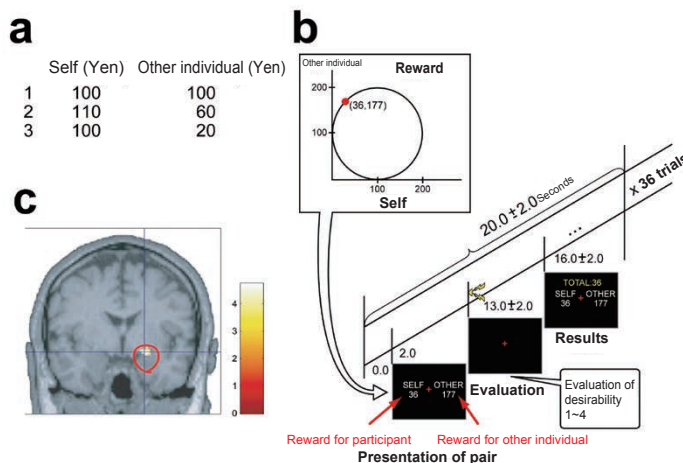 a
Self (Yen) Other individual (Yen)
1 100 100
2 110 60
3 100 20
b
Other individual
Reward
200
(36,177)
100
100 200
Self
20.0±2.0 Seconds
x 36 trials
...
16.0±2.0
13.0±2.0
2.0
0.0
TOTAL:36
SELF + OTHER
36 177
Results
+
Evaluation
SELF + OTHER
36 177
Evaluation of
desirability
1~4
Reward for participant
Reward for other individual
Presentation of pair
c
4
3
2
1
0